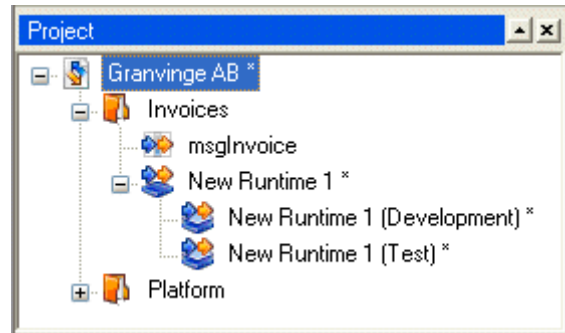 Project
Granvinge AB *
Invoices
msgInvoice
New Runtime 1 *
New Runtime 1 (Development) *
New Runtime 1 (Test) *
Platform